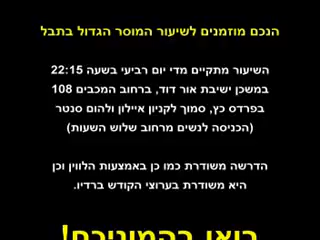 הנכם מוזמנים לשיעור המוסר הגדול בתבל
השיעור מתקיים מדי יום רביעי בשעה 22:15
במשכן ישיבת אור דוד, ברחוב המכבים 108
בפרדס כץ, סמוך לקניון איילון ולהום סנטר
(הכניסה לנשים מרחוב שלוש השעות)
הדרשה משודרת כמו כן באמצעות הלווין וכן
היא משודרת בערוצי הקודש ברדיו.
בואו בהמוניכם!